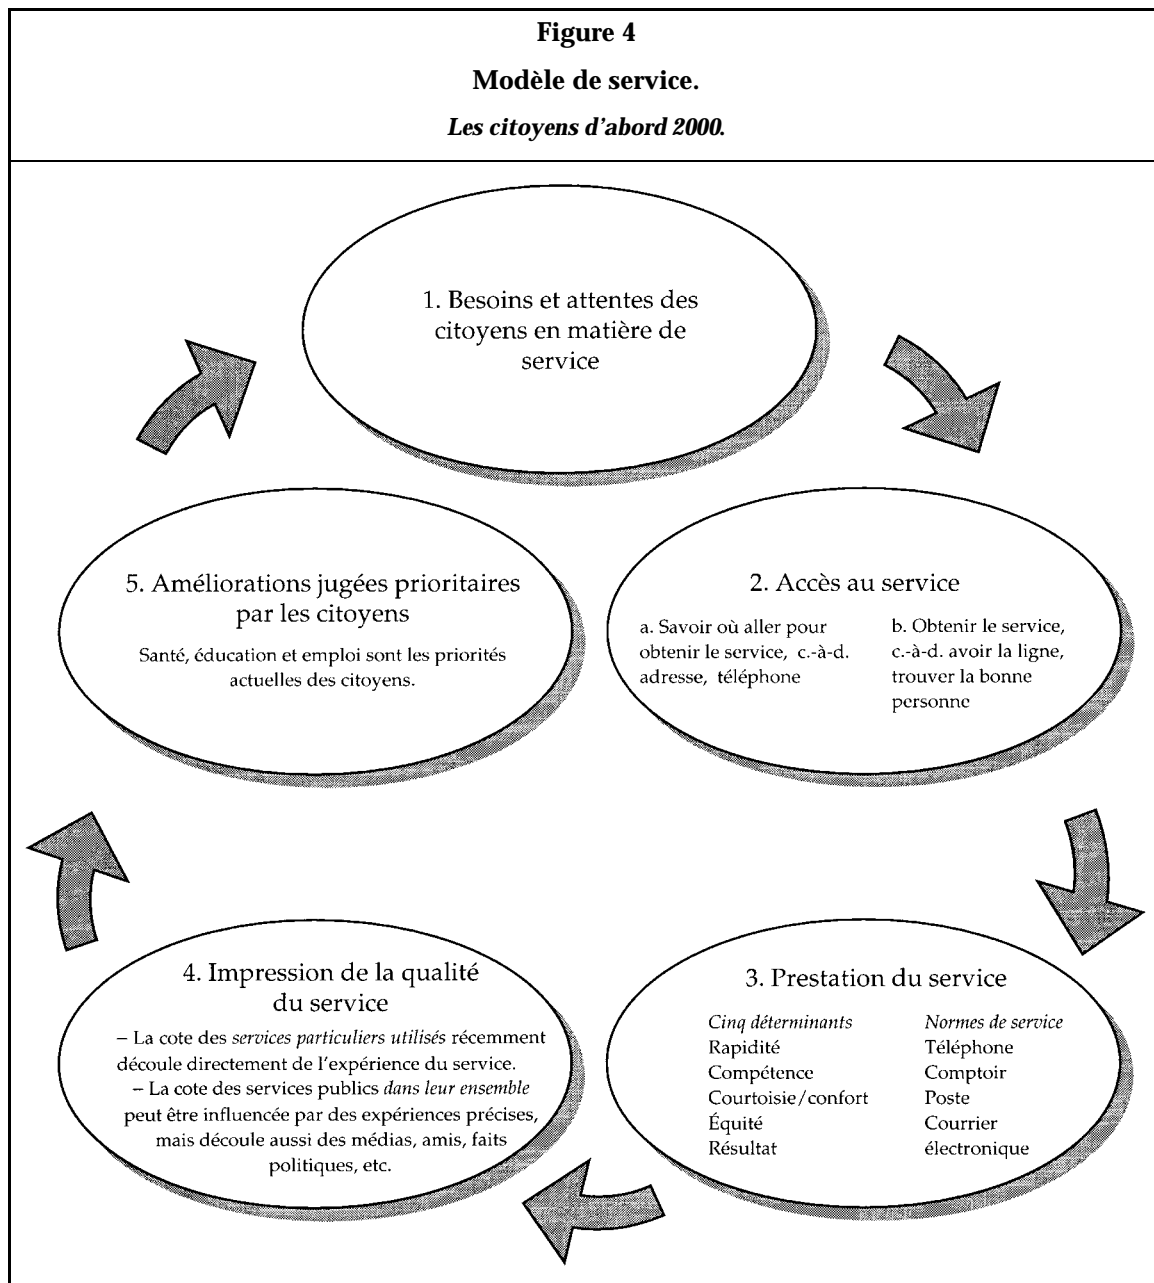 Figure 4
Modèle de service.
Les citoyens d'abord 2000.
1. Besoins et attentes des
citoyens en matière de
service
2. Accès au service
a. Savoir où aller pour
obtenir le service, c.-à-d.
adresse, téléphone
b. Obtenir le service,
c.-à-d. avoir la ligne,
trouver la bonne
personne
3. Prestation du service
Cinq déterminants
Rapidité
Compétence
Courtoisie/confort
Équité
Résultat
Normes de service
Téléphone
Comptoir
Poste
Courrier
électronique
4. Impression de la qualité
du service
– La cote des services particuliers utilisés récemment
découle directement de l'expérience du service.
– La cote des services publics dans leur ensemble
peut être influencée par des expériences précises,
mais découle aussi des médias, amis, faits
politiques, etc.
5. Améliorations jugées prioritaires
par les citoyens
Santé, éducation et emploi sont les priorités
actuelles des citoyens.